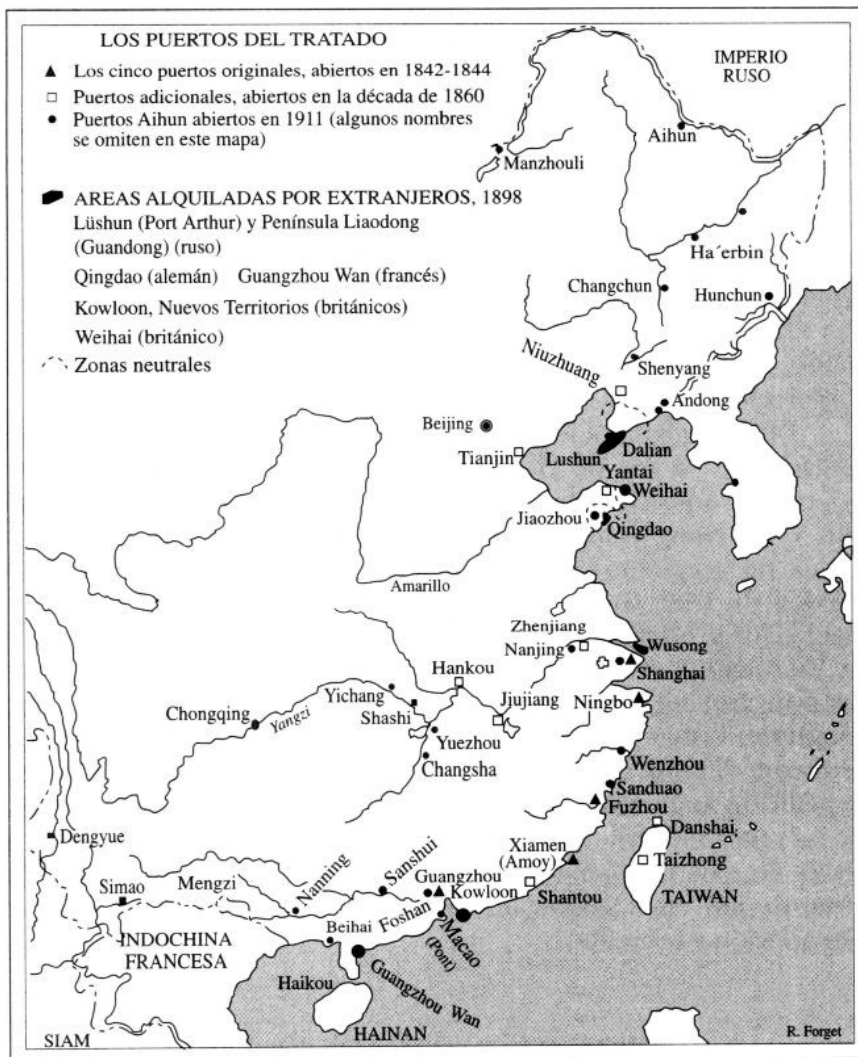 LOS PUERTOS DEL TRATADO
Los cinco puertos originales, abiertos en 1842-1844
Puertos adicionales, abiertos en la década de 1860
Puertos Aihun abiertos en 1911 (algunos nombres
se omiten en este mapa)
AREAS ALQUILADAS POR EXTRANJEROS, 1898
Lüshun (Port Arthur) y Península Liaodong
(Guandong) (ruso)
Qingdao (alemán) Guangzhou Wan (francés)
Kowloon, Nuevos Territorios (británicos)
Weihai (británico)
Zonas neutrales
IMPERIO
RUSO
Aihun
Manzhouli
Ha´erbin
Changchun
Hunchun
Niuzhuang
Shenyang
Andong
Beijing
Tianjin
Lushun
Dalian
Yantai
Weihai
Jiaozhou
Qingdao
Amarillo
Zhenjiang
Nanjing
Wusong
Shanghai
Hankou
Yichang
Jiujiang
Ningbo
Chongqing
Yangzi
Shashi
Yuezhou
Changsha
Wenzhou
Sanduao
Fuzhou
Dengyue
Danshai
Xiamen
(Amoy)
Taizhong
Simao
Mengzi
Nanning
Sanshui
Guangzhou
Kowloon
Shantou
TAIWAN
Beihai
Foshan
Macao
(Pont)
INDOCHINA
FRANCESA
Haikou
Guangzhou Wan
HAINAN
SIAM
R. Forget